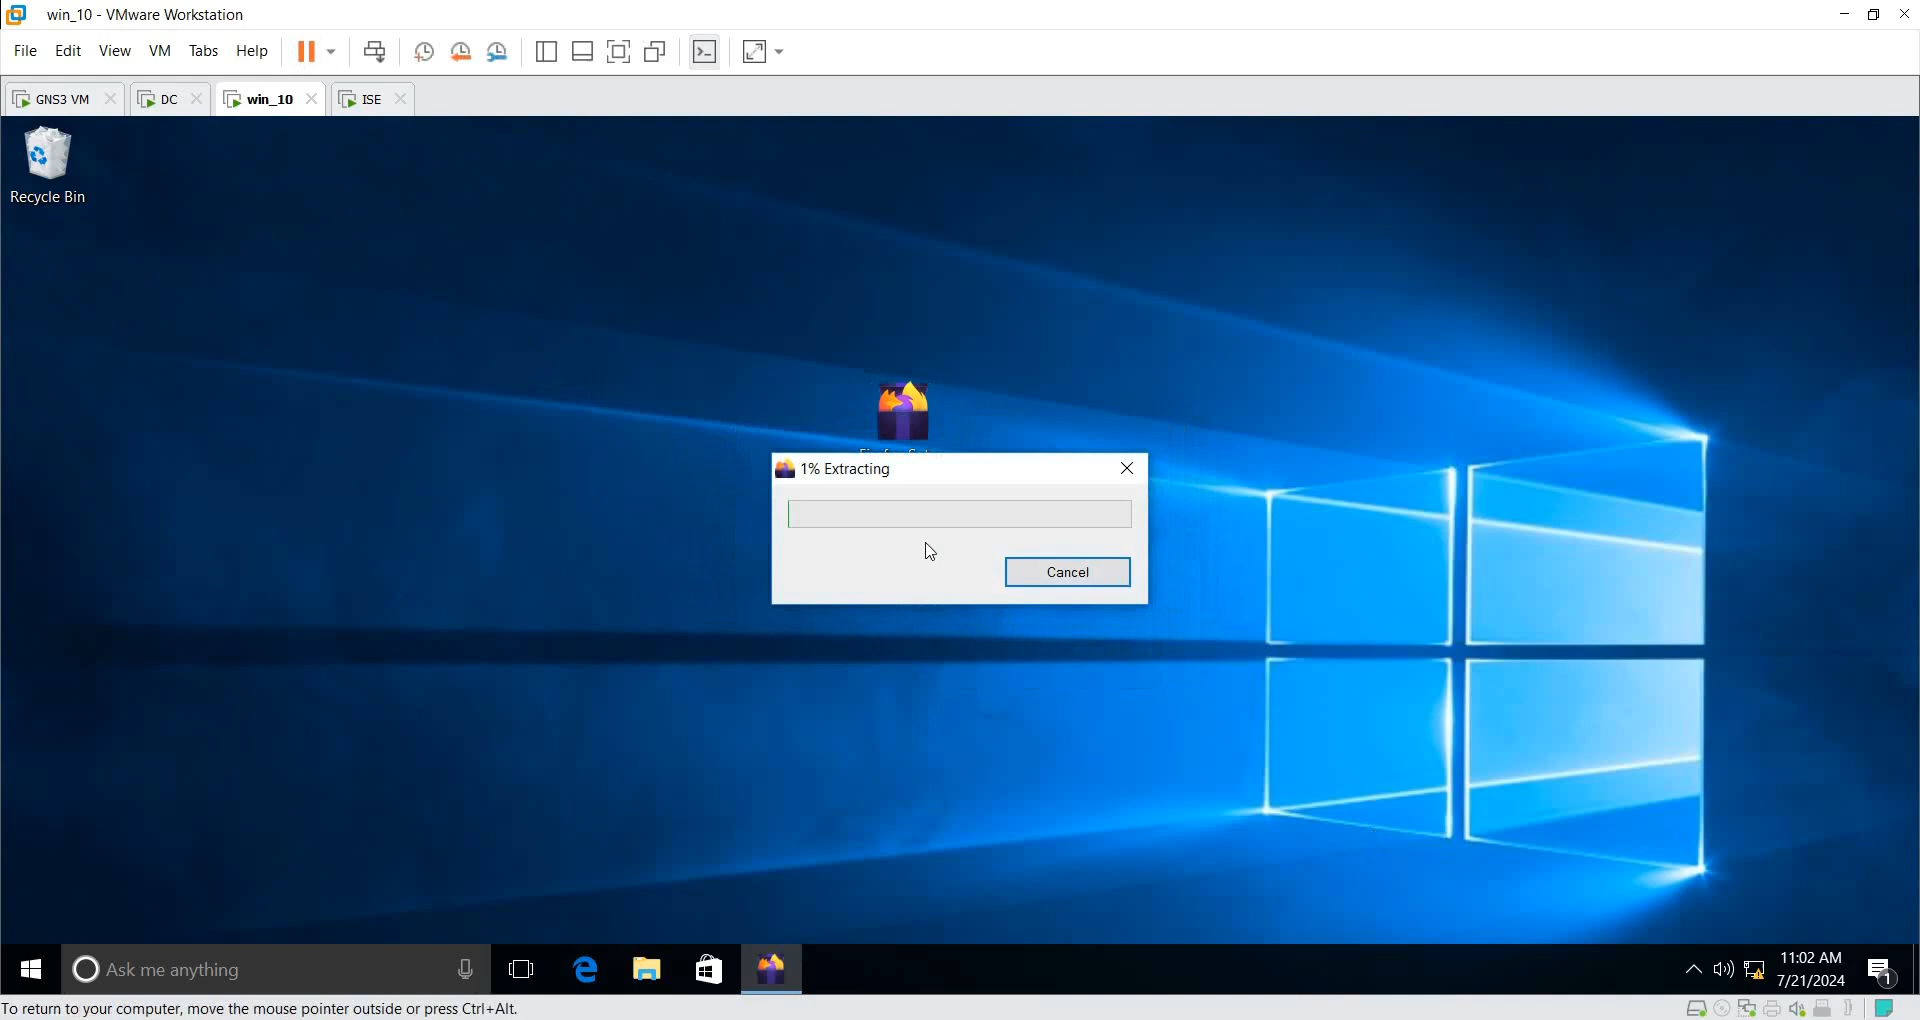 win_10 - VMware Workstation
File Edit View VM Tabs Help
GNS3 VM DC win_10 ISE
Recycle Bin
1% Extracting
Cancel
Ask me anything
11:02 AM
7/21/2024
1
To return to your computer, move the mouse pointer outside or press Ctrl+Alt.